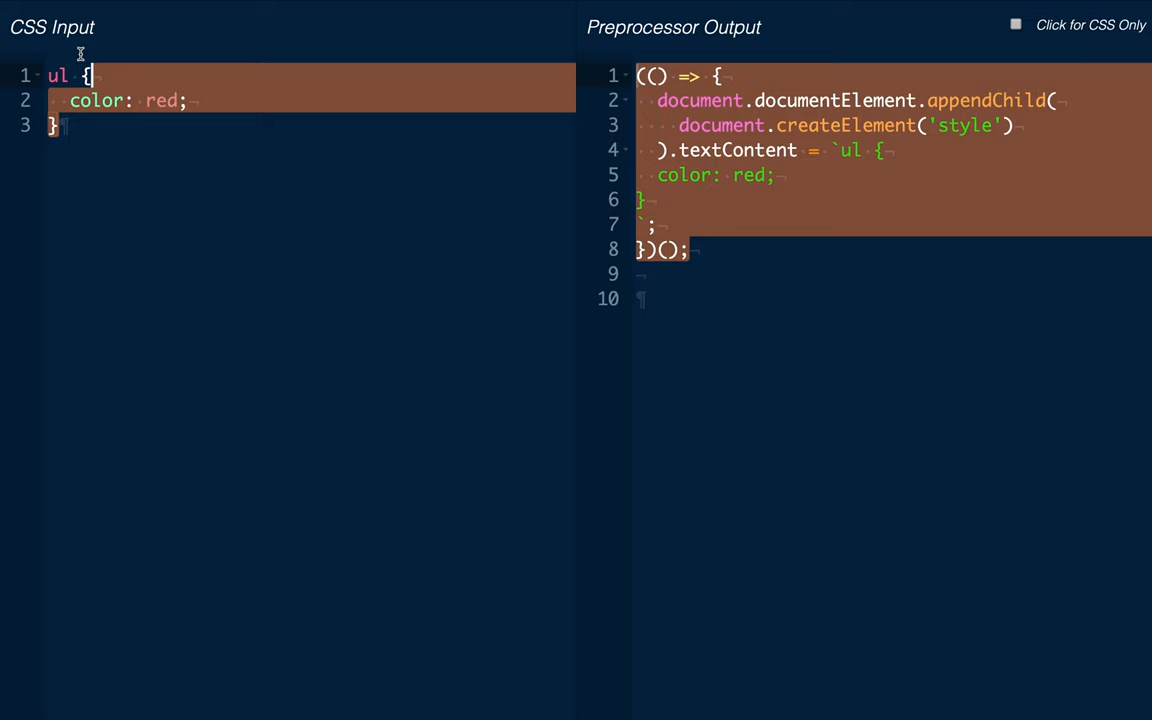 CSS Input
1 ul {
2 color: red;
3 }
Preprocessor Output
Click for CSS Only
1 (() => {
2 document.documentElement.appendChild(
3 document.createElement('style')
4 ).textContent = `ul {
5 color: red;
6 }
7 `;
8 })();
9
10